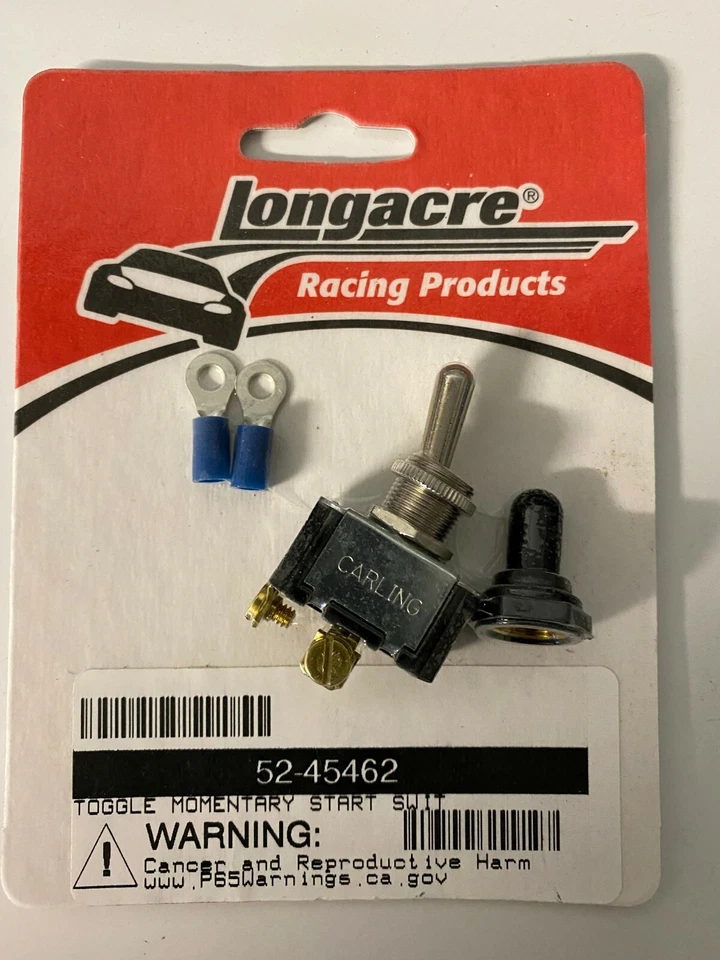 Longacre®
Racing Products
CARLING
52-45462
TOGGLE MOMENTARY START SWIT
WARNING:
Cancer and Reproductive Harm
www.P65Warnings.ca.gov